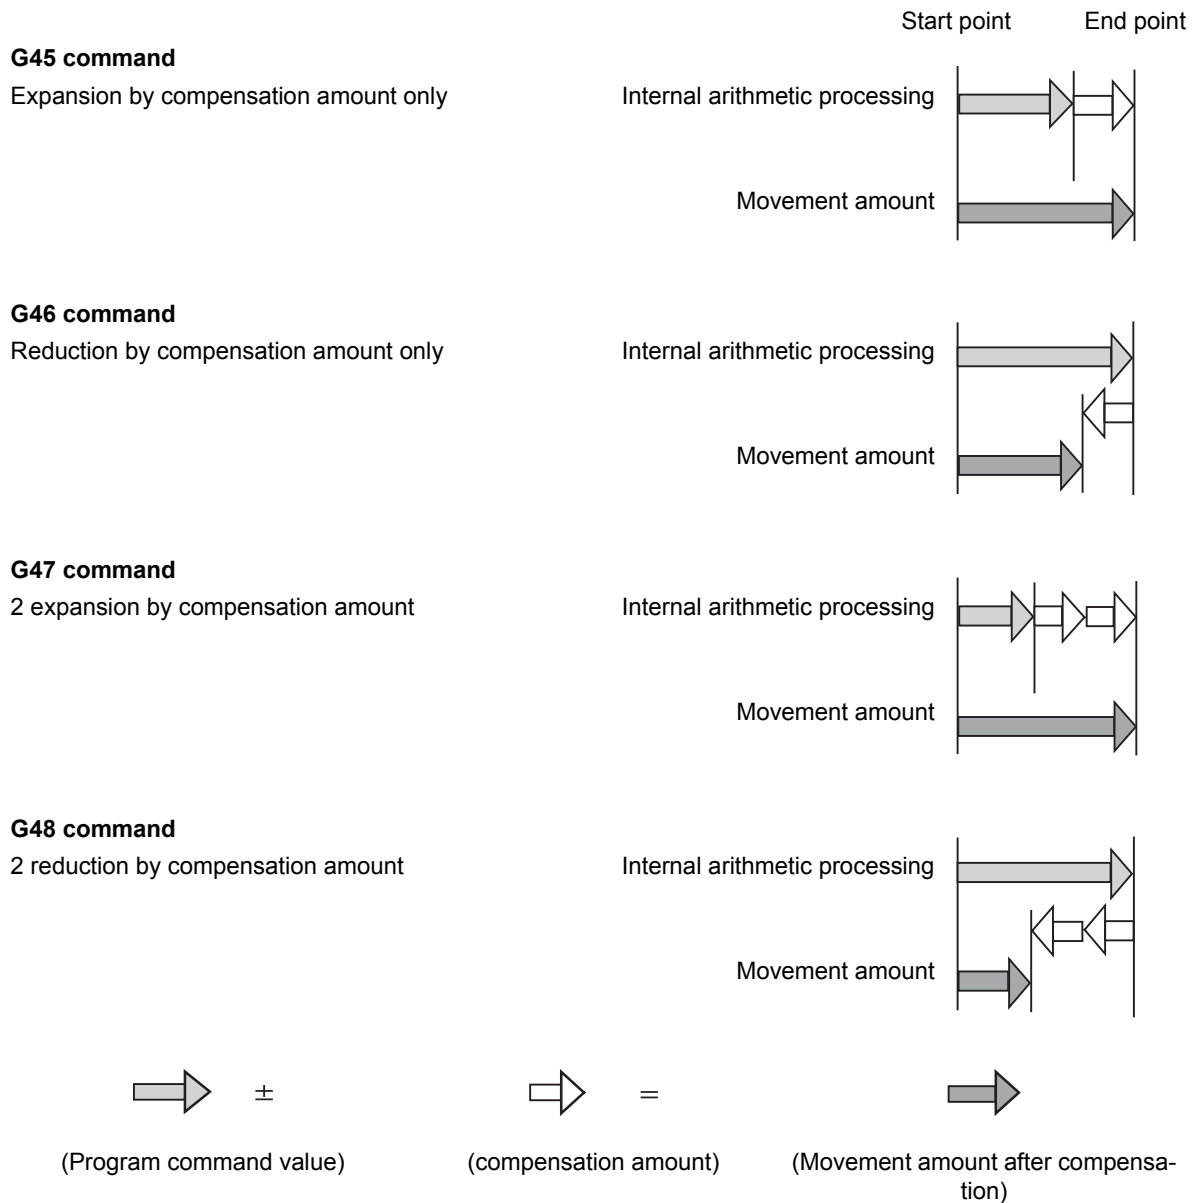 Start point End point
G45 command
Expansion by compensation amount only Internal arithmetic processing
Movement amount
G46 command
Reduction by compensation amount only Internal arithmetic processing
Movement amount
G47 command
2 expansion by compensation amount Internal arithmetic processing
Movement amount
G48 command
2 reduction by compensation amount Internal arithmetic processing
Movement amount
± =
(Program command value) (compensation amount) (Movement amount after compensa-
tion)